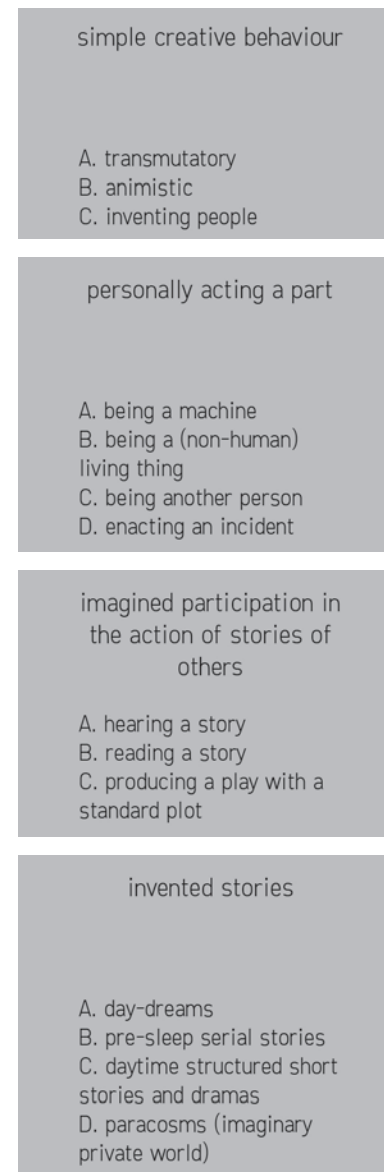 simple creative behaviour
A. transmutatory
B. animistic
C. inventing people
personally acting a part
A. being a machine
B. being a (non-human)
living thing
C. being another person
D. enacting an incident
imagined participation in
the action of stories of
others
A. hearing a story
B. reading a story
C. producing a play with a
standard plot
invented stories
A. day-dreams
B. pre-sleep serial stories
C. daytime structured short
stories and dramas
D. paracosms (imaginary
private world)